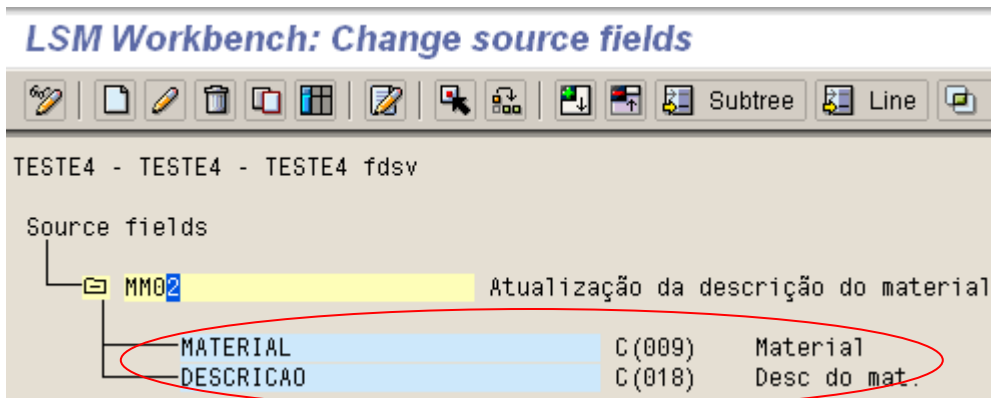 LSM Workbench: Change source fields
Subtree Line
TESTE4 - TESTE4 - TESTE4 fdsv
Source fields
MM02 Atualização da descrição do material
MATERIAL C(009) Material
DESCRICAO C(018) Desc do mat.